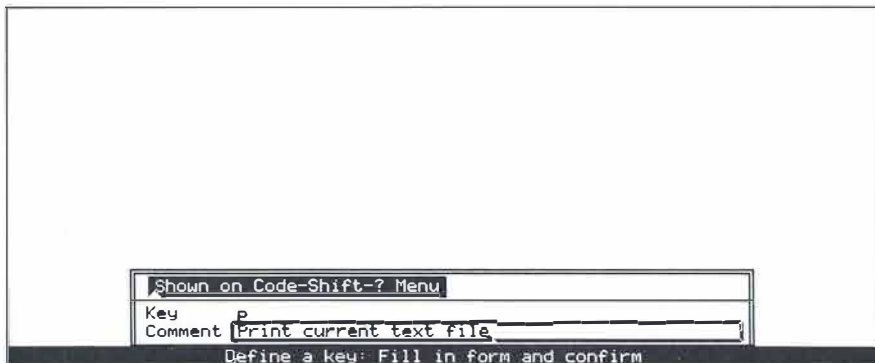 Shown on Code-Shift-? Menu
Key P
Comment Print current text file
Define a key: Fill in form and confirm